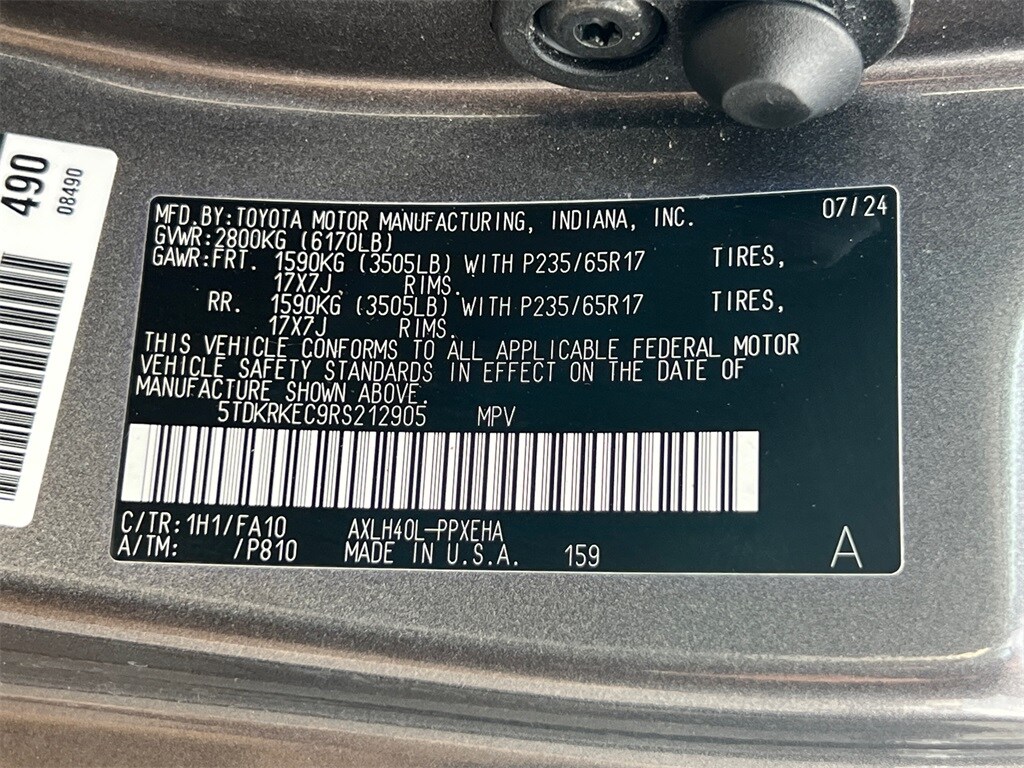 490
08490
MFD.BY:TOYOTA MOTOR MANUFACTURING, INDIANA, INC. 07/24
GVWR:2800KG (6170LB)
GAWR:FRT. 1590KG (3505LB) WITH P235/65R17 TIRES,
17X7J RIMS.
RR. 1590KG (3505LB) WITH P235/65R17 TIRES,
17X7J RIMS.
THIS VEHICLE CONFORMS TO ALL APPLICABLE FEDERAL MOTOR
VEHICLE SAFETY STANDARDS IN EFFECT ON THE DATE OF
MANUFACTURE SHOWN ABOVE.
5TDKRKEC9RS212905 MPV
C/TR:1H1/FA10 AXLH40L-PPXEHA
A/TM: /P810 MADE IN U.S.A. 159 A